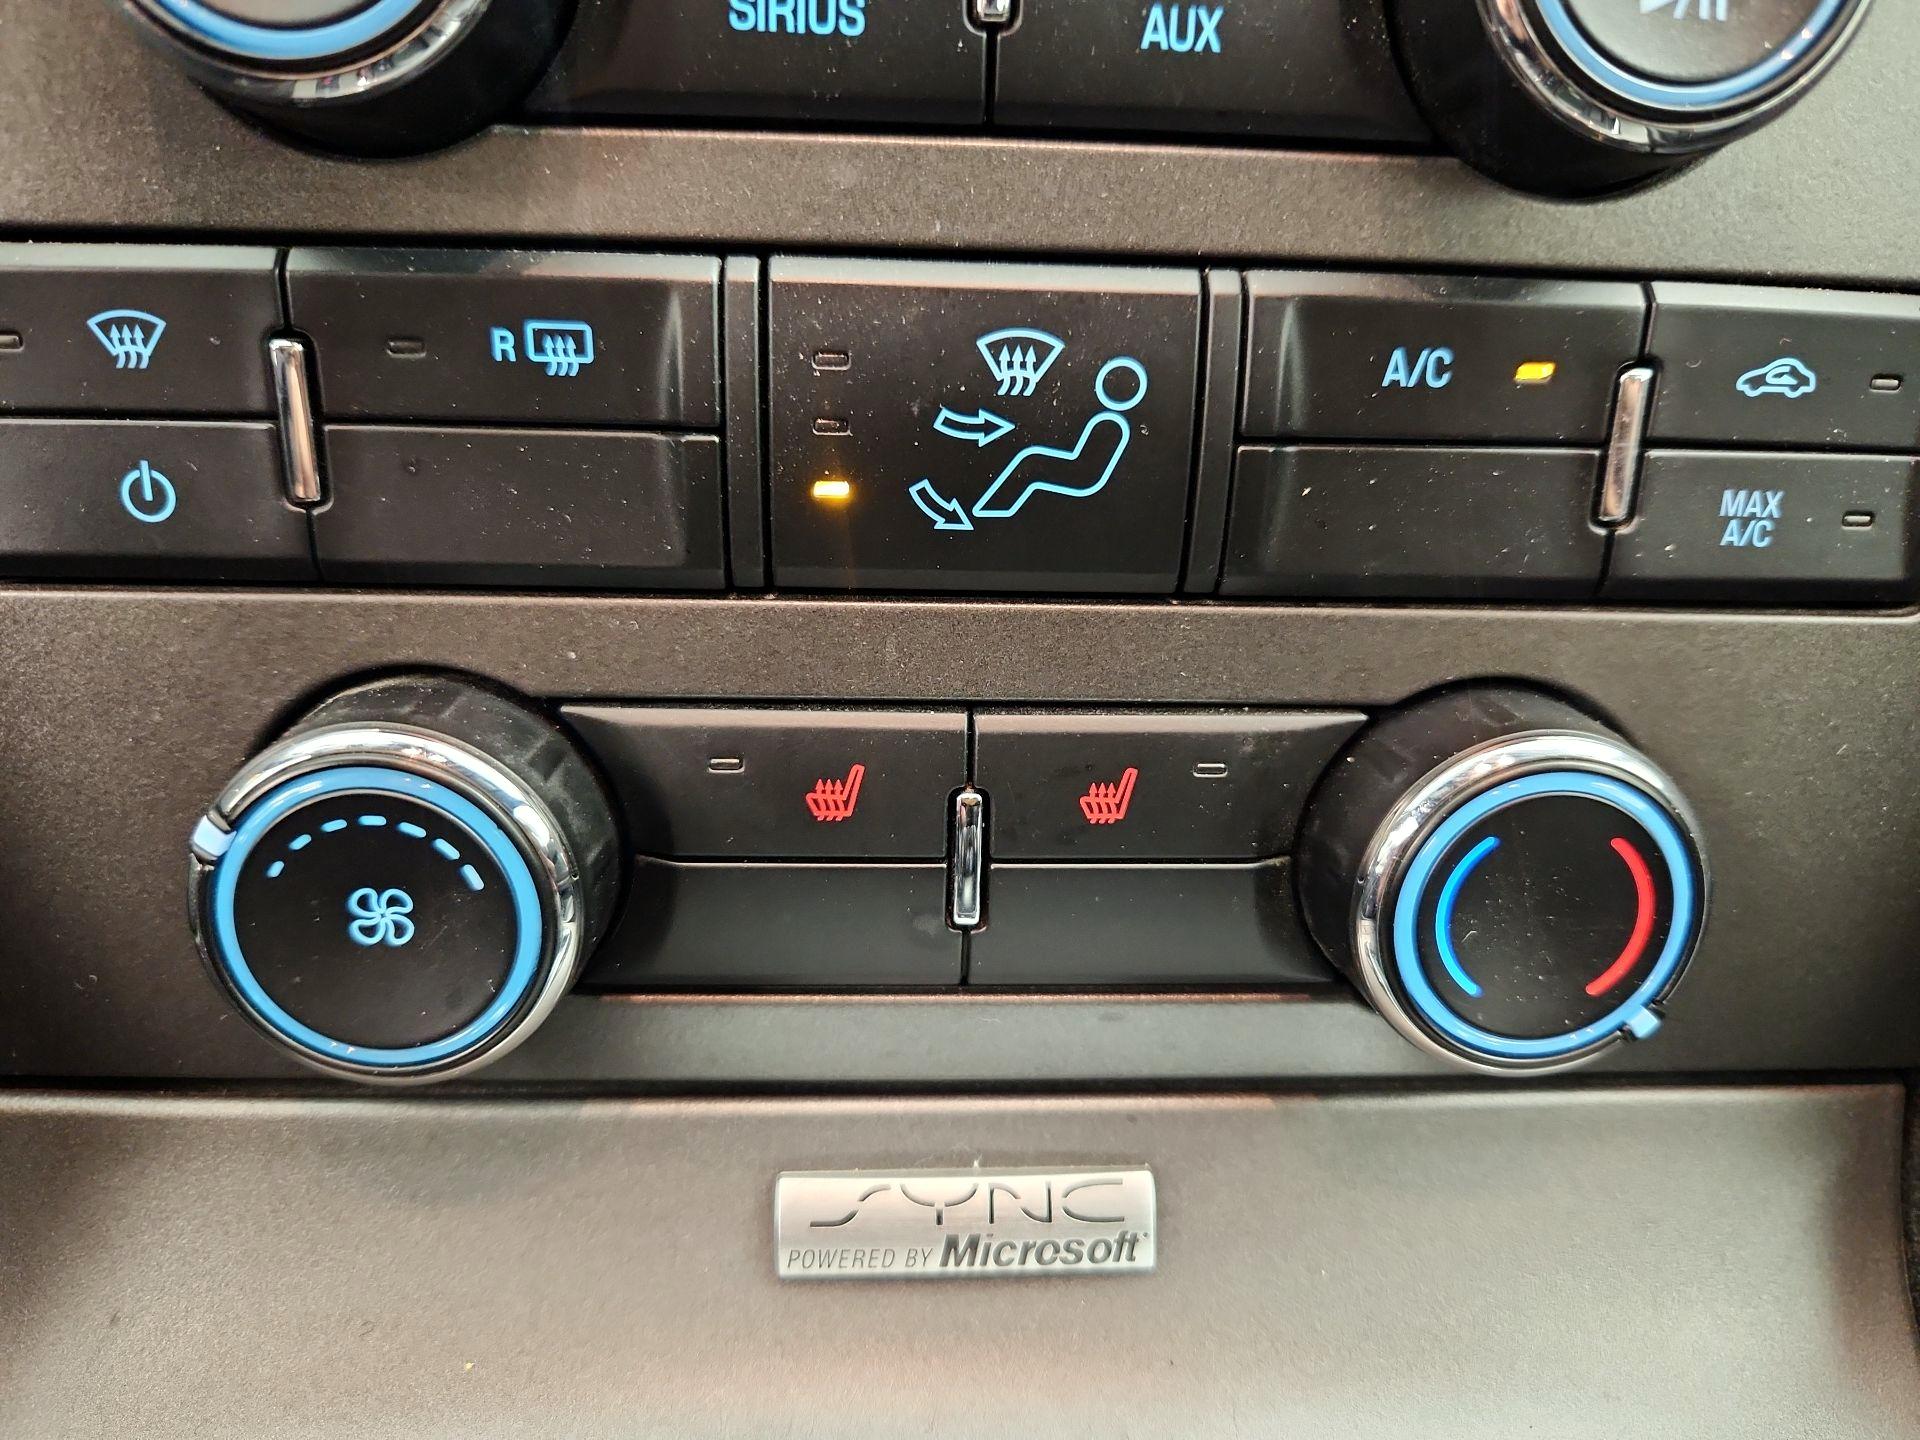 SIRIUS
AUX
R
A/C
MAX
A/C
SYNC
POWERED BY Microsoft